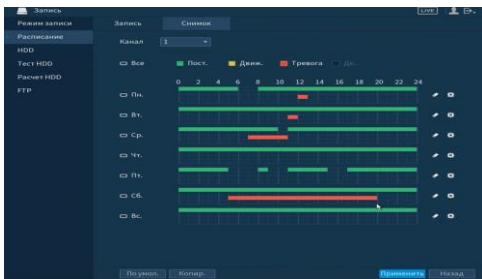 Запись LIVE
Режим записи Запись Снимок
Расписание
Канал 1
HDD
Тест HDD Все Пост. Движ. Тревога
Расчет HDD
FTP
0 2 4 6 8 10 12 14 16 18 20 22 24
Пн.
Вт.
Ср.
Чт.
Пт.
Сб.
Вс.
По умол. Копир. Применить Назад